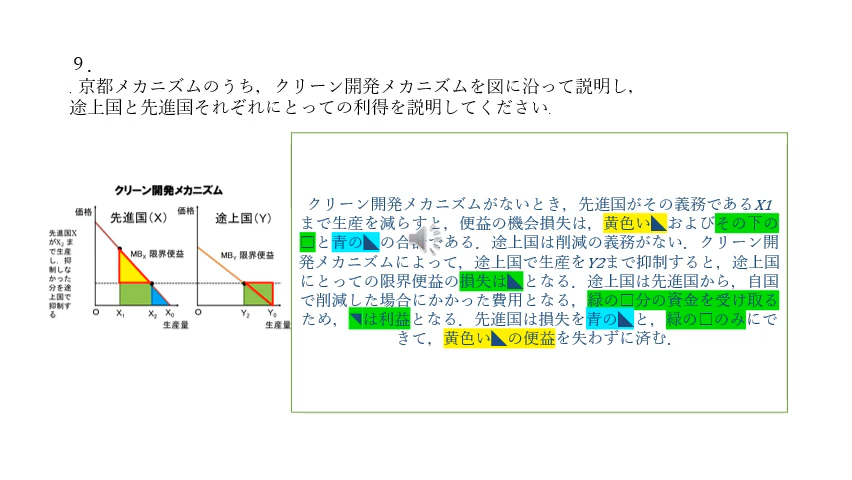 ９．
. 京都メカニズムのうち，クリーン開発メカニズムを図に沿って説明し，
途上国と先進国それぞれにとっての利得を説明してください.
クリーン開発メカニズム
価格
先進国(X)
価格
途上国(Y)
先進国X
がX₂ま
で生産
し，抑
制しな
かった
分を途
上国で
抑制す
る
MBX 限界便益
MBY 限界便益
O X₁ X₂ X₀
生産量
O Y₂ Y₀
生産量
クリーン開発メカニズムがないとき，先進国がその義務であるX1
まで生産を減らすと，便益の機会損失は，黄色い◣およびその下の
□と青の◣の合計である．途上国は削減の義務がない．クリーン開
発メカニズムによって，途上国で生産をY2まで抑制すると，途上国
にとっての限界便益の損失は◣となる．途上国は先進国から，自国
で削減した場合にかかった費用となる，緑の□分の資金を受け取る
ため，◥は利益となる．先進国は損失を青の◣と，緑の□のみにで
きて，黄色い◣の便益を失わずに済む．